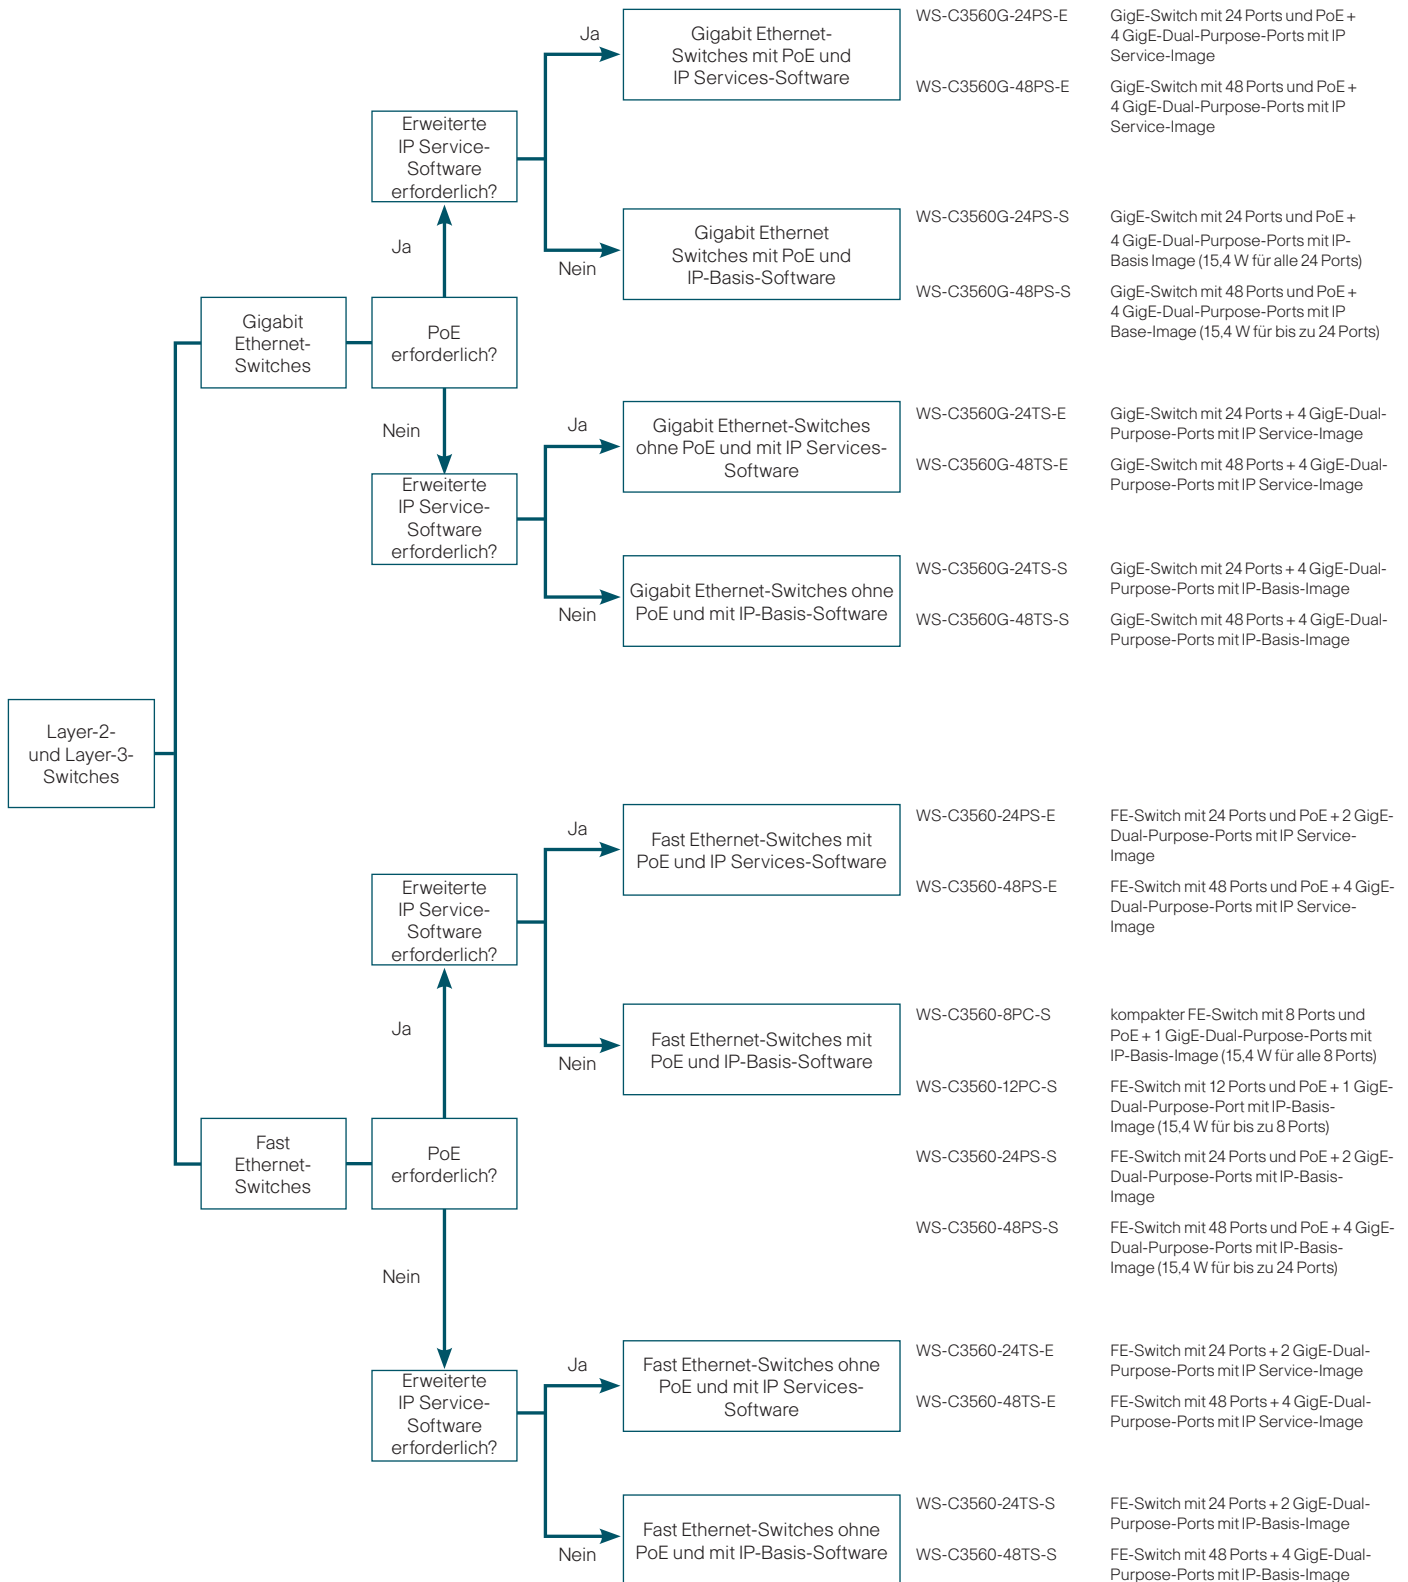 Layer-2-
und Layer-3-
Switches
Gigabit
Ethernet-
Switches
PoE
erforderlich?
Ja
Erweiterte
IP Service-
Software
erforderlich?
Ja
Gigabit Ethernet-
Switches mit PoE und
IP Services-Software
WS-C3560G-24PS-E
GigE-Switch mit 24 Ports und PoE +
4 GigE-Dual-Purpose-Ports mit IP
Service-Image
WS-C3560G-48PS-E
GigE-Switch mit 48 Ports und PoE +
4 GigE-Dual-Purpose-Ports mit IP
Service-Image
Nein
Gigabit Ethernet
Switches mit PoE und
IP-Basis-Software
WS-C3560G-24PS-S
GigE-Switch mit 24 Ports und PoE +
4 GigE-Dual-Purpose-Ports mit IP-
Basis Image (15,4 W für alle 24 Ports)
WS-C3560G-48PS-S
GigE-Switch mit 48 Ports und PoE +
4 GigE-Dual-Purpose-Ports mit IP
Base-Image (15,4 W für bis zu 24 Ports)
Nein
Erweiterte
IP Service-
Software
erforderlich?
Ja
Gigabit Ethernet-Switches
ohne PoE und mit IP Services-
Software
WS-C3560G-24TS-E
GigE-Switch mit 24 Ports + 4 GigE-Dual-
Purpose-Ports mit IP Service-Image
WS-C3560G-48TS-E
GigE-Switch mit 48 Ports + 4 GigE-Dual-
Purpose-Ports mit IP Service-Image
Nein
Gigabit Ethernet-Switches ohne
PoE und mit IP-Basis-Software
WS-C3560G-24TS-S
GigE-Switch mit 24 Ports + 4 GigE-Dual-
Purpose-Ports mit IP-Basis-Image
WS-C3560G-48TS-S
GigE-Switch mit 48 Ports + 4 GigE-Dual-
Purpose-Ports mit IP-Basis-Image
Fast
Ethernet-
Switches
PoE
erforderlich?
Ja
Erweiterte
IP Service-
Software
erforderlich?
Ja
Fast Ethernet-Switches mit
PoE und IP Services-Software
WS-C3560-24PS-E
FE-Switch mit 24 Ports und PoE + 2 GigE-
Dual-Purpose-Ports mit IP Service-
Image
WS-C3560-48PS-E
FE-Switch mit 48 Ports und PoE + 4 GigE-
Dual-Purpose-Ports mit IP Service-
Image
Nein
Fast Ethernet-Switches mit
PoE und IP-Basis-Software
WS-C3560-8PC-S
kompakter FE-Switch mit 8 Ports und
PoE + 1 GigE-Dual-Purpose-Ports mit
IP-Basis-Image (15,4 W für alle 8 Ports)
WS-C3560-12PC-S
FE-Switch mit 12 Ports und PoE + 1 GigE-
Dual-Purpose-Port mit IP-Basis-
Image (15,4 W für bis zu 8 Ports)
WS-C3560-24PS-S
FE-Switch mit 24 Ports und PoE + 2 GigE-
Dual-Purpose-Ports mit IP-Basis-
Image
WS-C3560-48PS-S
FE-Switch mit 48 Ports und PoE + 4 GigE-
Dual-Purpose-Ports mit IP-Basis-
Image (15,4 W für bis zu 24 Ports)
Nein
Erweiterte
IP Service-
Software
erforderlich?
Ja
Fast Ethernet-Switches ohne
PoE und mit IP Services-
Software
WS-C3560-24TS-E
FE-Switch mit 24 Ports + 2 GigE-Dual-
Purpose-Ports mit IP Service-Image
WS-C3560-48TS-E
FE-Switch mit 48 Ports + 4 GigE-Dual-
Purpose-Ports mit IP Service-Image
Nein
Fast Ethernet-Switches ohne
PoE und mit IP-Basis-Software
WS-C3560-24TS-S
FE-Switch mit 24 Ports + 2 GigE-Dual-
Purpose-Ports mit IP-Basis-Image
WS-C3560-48TS-S
FE-Switch mit 48 Ports + 4 GigE-Dual-
Purpose-Ports mit IP-Basis-Image